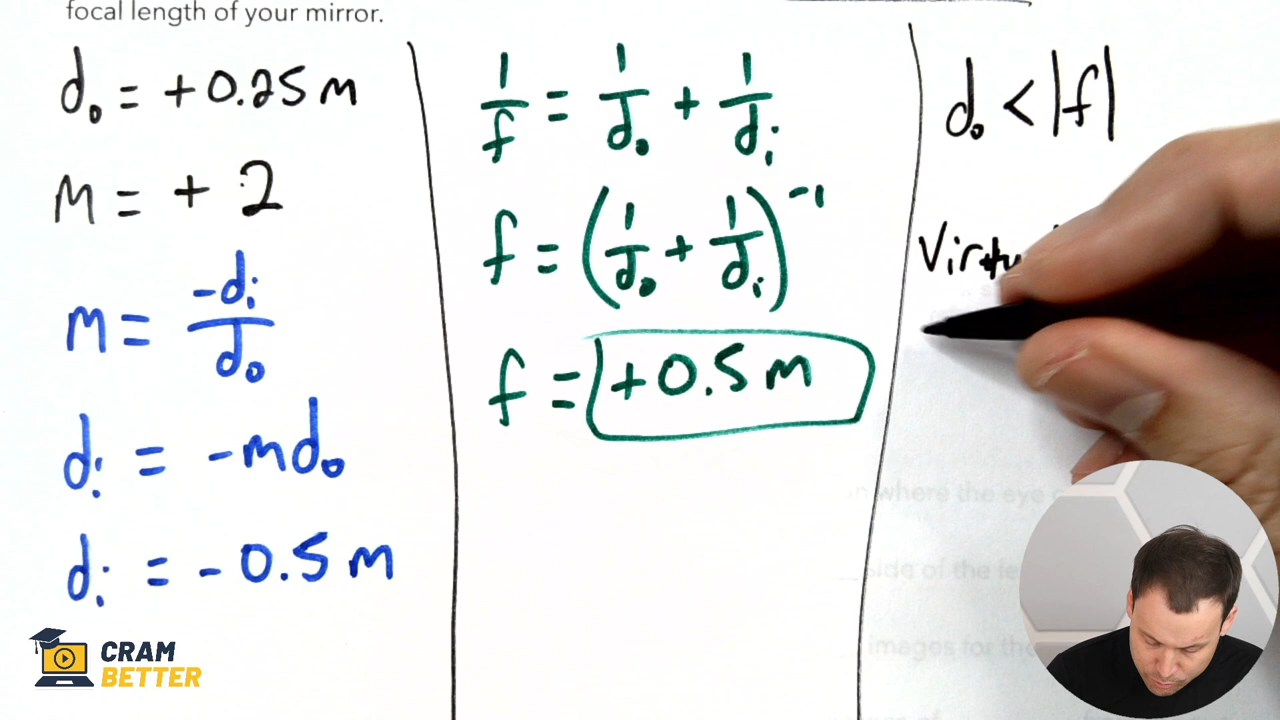 focal length of your mirror.
d₀ = +0.25 m
M = + 2
m = -dᵢ/d₀
dᵢ = -md₀
dᵢ = -0.5 m
1/f = 1/d₀ + 1/dᵢ
f = (1/d₀ + 1/dᵢ)⁻¹
f = +0.5 m
d₀ < |f|
where the eye
side of the
images for the
CRAM
BETTER